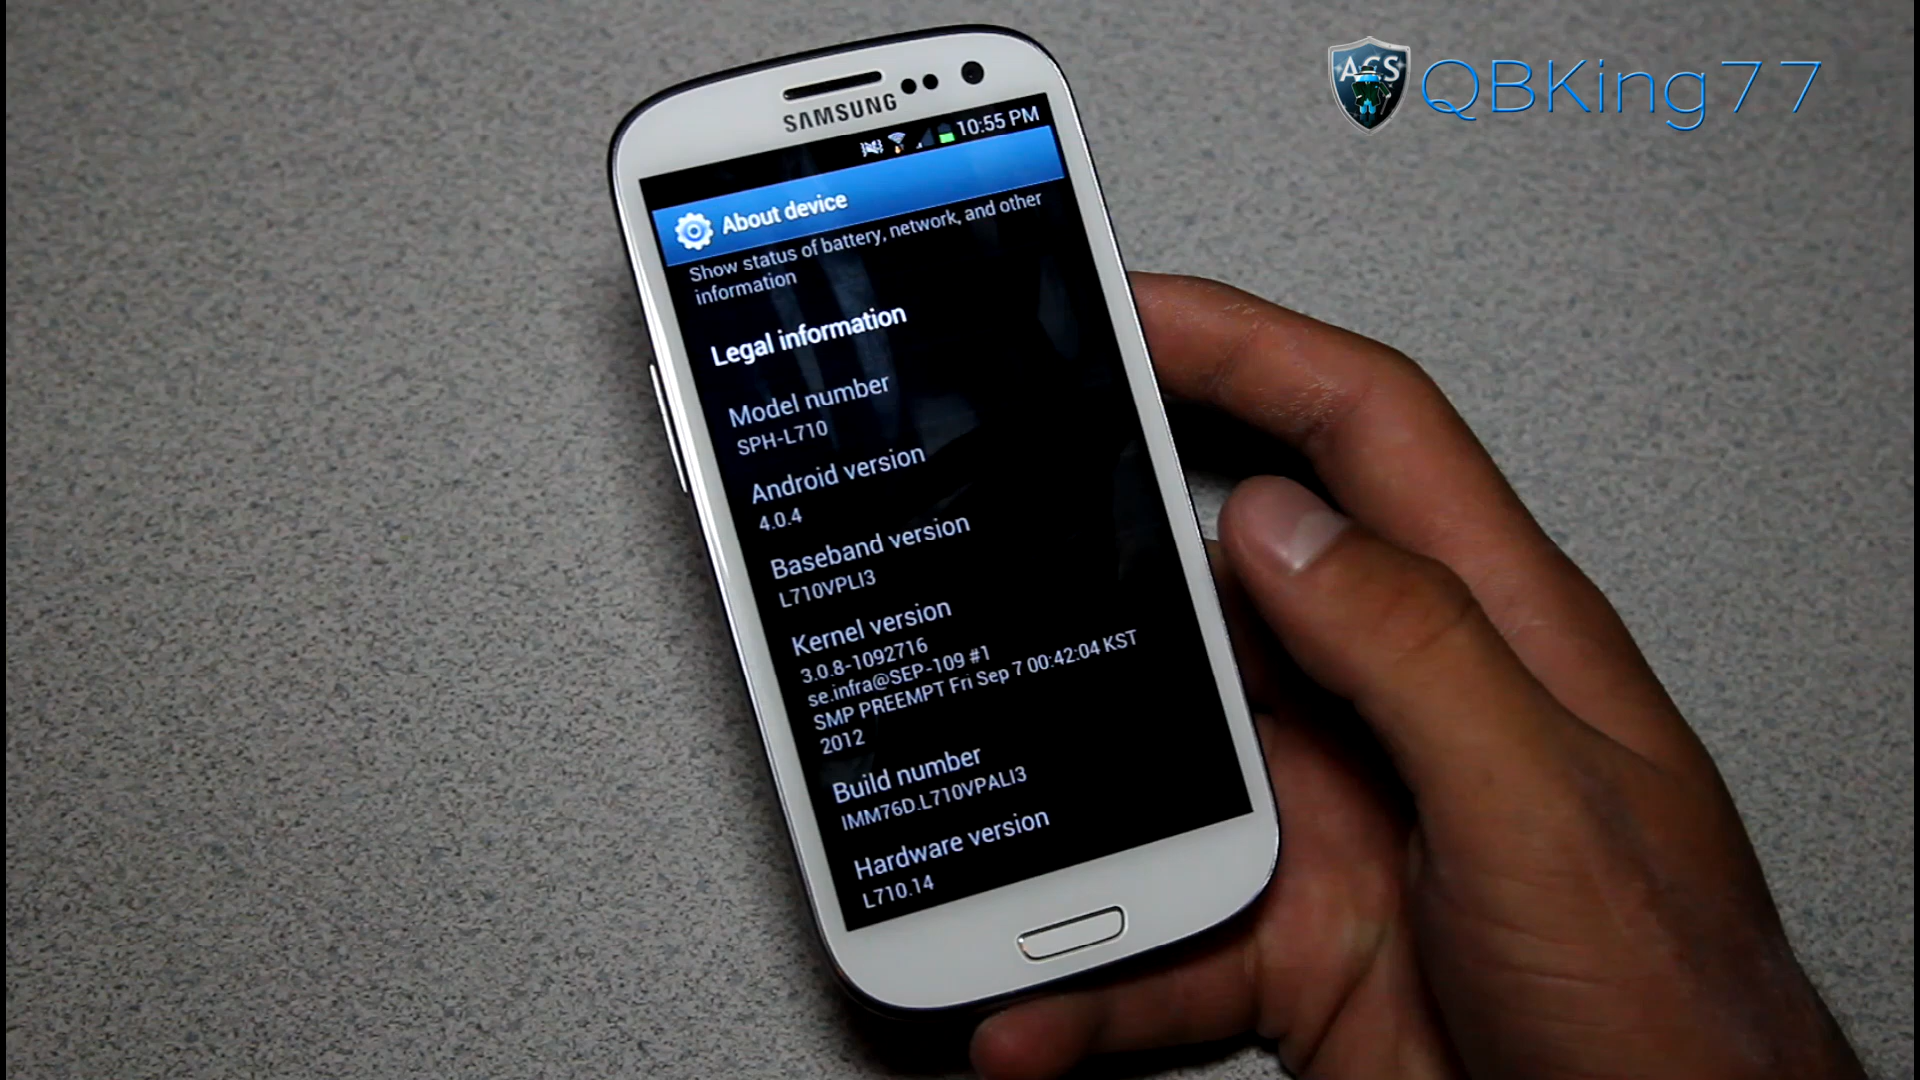 ACS
QBKing77
SAMSUNG
10:55 PM
About device
Show status of battery, network, and other
information
Legal information
Model number
SPH-L710
Android version
4.0.4
Baseband version
L710VPLI3
Kernel version
3.0.8-1092716
se.infra@SEP-109 #1
SMP PREEMPT Fri Sep 7 00:42:04 KST
2012
Build number
IMM76D.L710VPALI3
Hardware version
L710.14